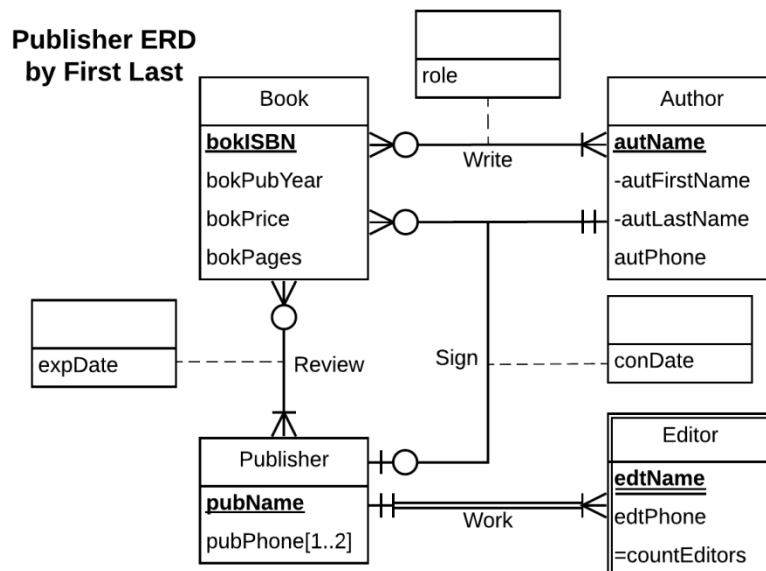 Publisher ERD
by First Last
role
Book
bokISBN
bokPubYear
bokPrice
bokPages
Write
Author
autName
-autFirstName
-autLastName
autPhone
expDate
Review
Sign
conDate
Publisher
pubName
pubPhone[1..2]
Work
Editor
edtName
edtPhone
=countEditors